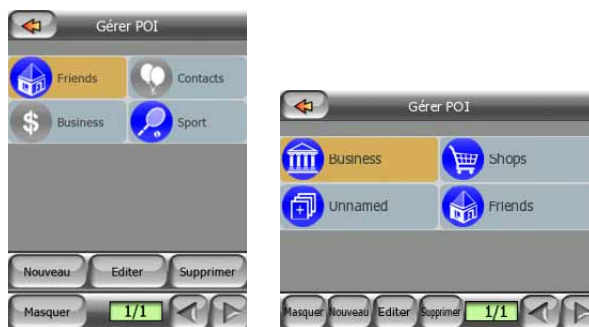 Gérer POI
Friends Contacts
Business Sport
Nouveau Editer Supprimer
Masquer 1/1
Gérer POI
Business Shops
Unnamed Friends
Masquer Nouveau Editer Supprimer 1/1